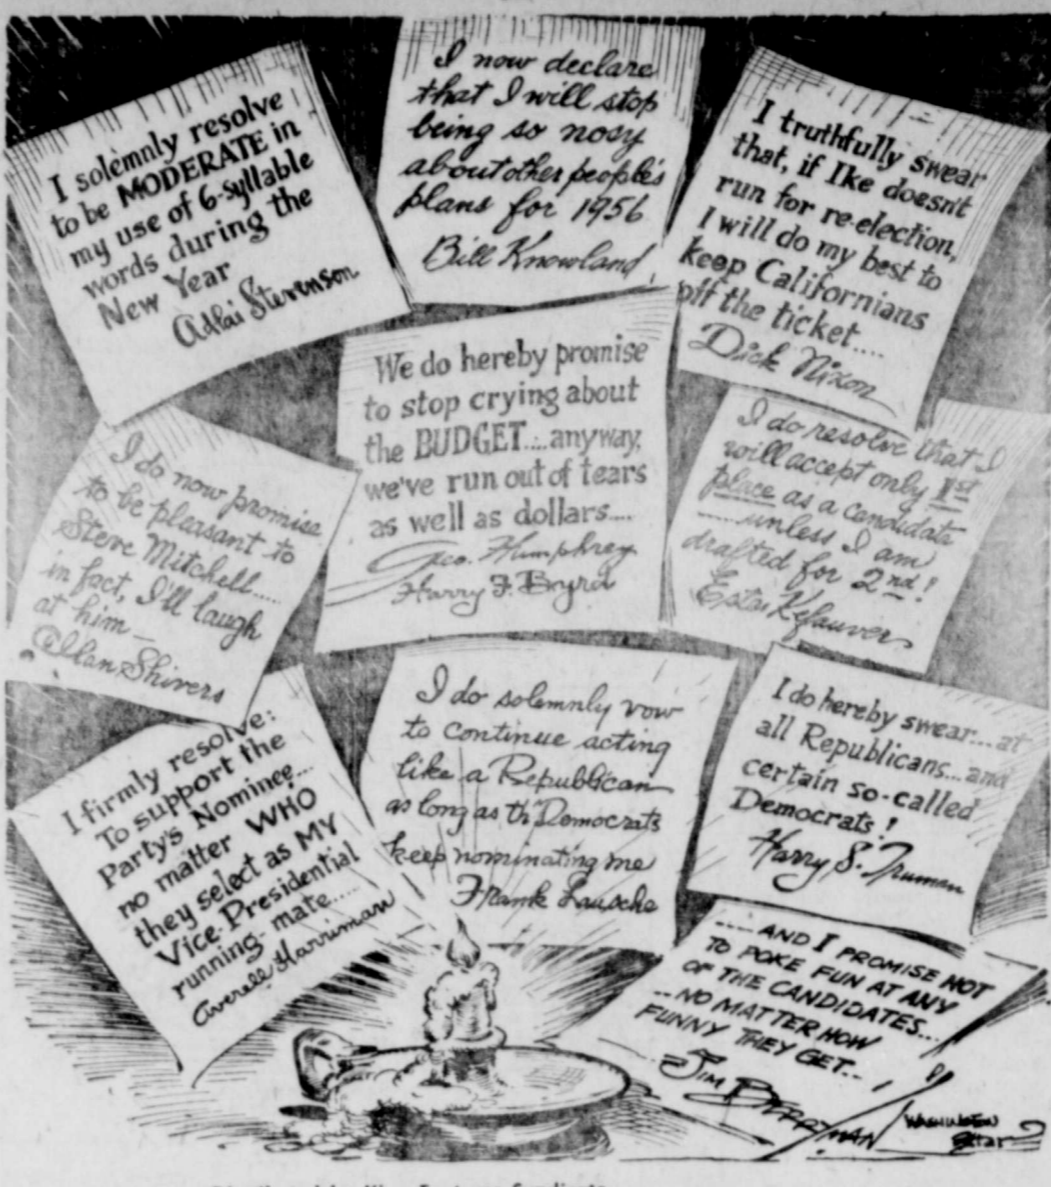 I solemnly resolve
to be MODERATE in
my use of 6-syllable
words during the
New Year
Adlai Stevenson
I now declare
that I will stop
being so nosy
about other people's
plans for 1956
Bill Knowland
I truthfully swear
that, if Ike doesn't
run for re-election,
I will do my best to
keep Californians
off the ticket....
Dick Nixon
We do hereby promise
to stop crying about
the BUDGET....anyway,
we've run out of tears
as well as dollars....
Geo. Humphrey
Harry F. Byrd
I do now promise
to be pleasant to
Steve Mitchell.....
in fact, I'll laugh
at him—
Allan Shivers
I do resolve that I
will accept only 1st
place as a candidate
......unless I am
drafted for 2nd!
Estes Kefauver
I firmly resolve:
To support the
Party's Nominee...
no matter WHO
they select as MY
Vice-Presidential
running-mate.....
Averell Harriman
I do solemnly vow
to continue acting
like a Republican
as long as th' Democrats
keep nominating me
Frank Lausche
I do hereby swear...at
all Republicans...and
certain so-called
Democrats!
Harry S. Truman
.....AND I PROMISE NOT
TO POKE FUN AT ANY
OF THE CANDIDATES...
...NO MATTER HOW
FUNNY THEY GET...
Jim Berryman
WASHINGTON
Star